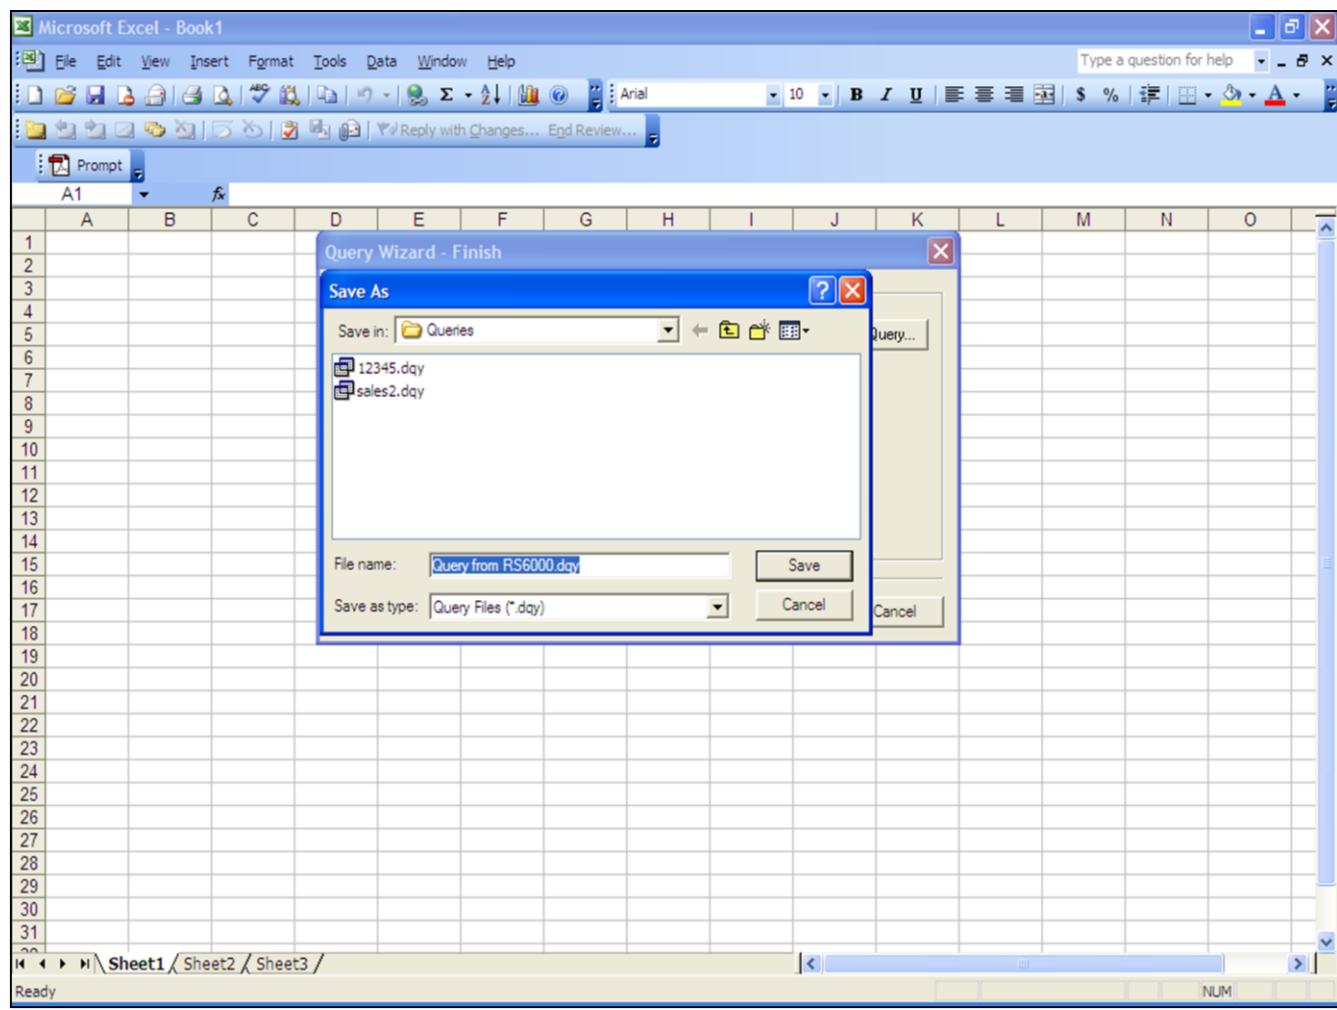 Microsoft Excel - Book1
File Edit View Insert Format Tools Data Window Help Type a question for help
Arial 10 B I U $ %
Reply with Changes... End Review...
Prompt
A1 fx
A B C D E F G H I J K L M N O
1
2
3
4
5
6
7
8
9
10
11
12
13
14
15
16
17
18
19
20
21
22
23
24
25
26
27
28
29
30
31
Query Wizard - Finish
Save As
Save in: Queries
Query...
12345.dqy
sales2.dqy
File name: Query from RS6000.dqy Save
Save as type: Query Files (*.dqy) Cancel
Cancel
Sheet1 Sheet2 Sheet3
Ready NUM